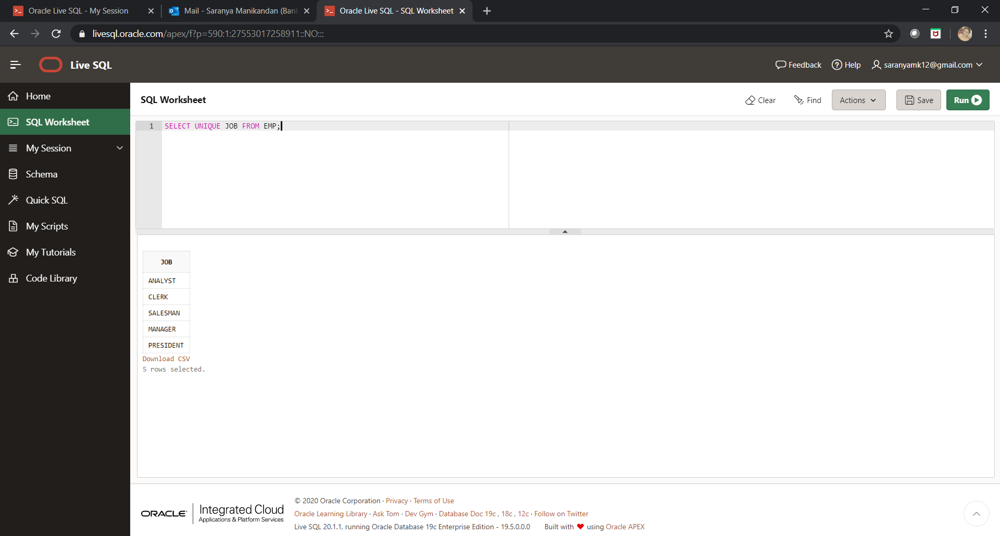 Oracle Live SQL - My Session
Mail - Saranya Manikandan (Ban
Oracle Live SQL - SQL Worksheet
livesql.oracle.com/apex/f?p=590:1:27553017258911::NO:::
Live SQL
Feedback
Help
saranyamk12@gmail.com
Home
SQL Worksheet
My Session
Schema
Quick SQL
My Scripts
My Tutorials
Code Library
SQL Worksheet
Clear
Find
Actions
Save
Run
1 SELECT UNIQUE JOB FROM EMP;
JOB
ANALYST
CLERK
SALESMAN
MANAGER
PRESIDENT
Download CSV
5 rows selected.
ORACLE
Integrated Cloud
Applications & Platform Services
© 2020 Oracle Corporation · Privacy · Terms of Use
Oracle Learning Library · Ask Tom · Dev Gym · Database Doc 19c , 18c , 12c · Follow on Twitter
Live SQL 20.1.1, running Oracle Database 19c Enterprise Edition - 19.5.0.0.0 Built with ❤ using Oracle APEX